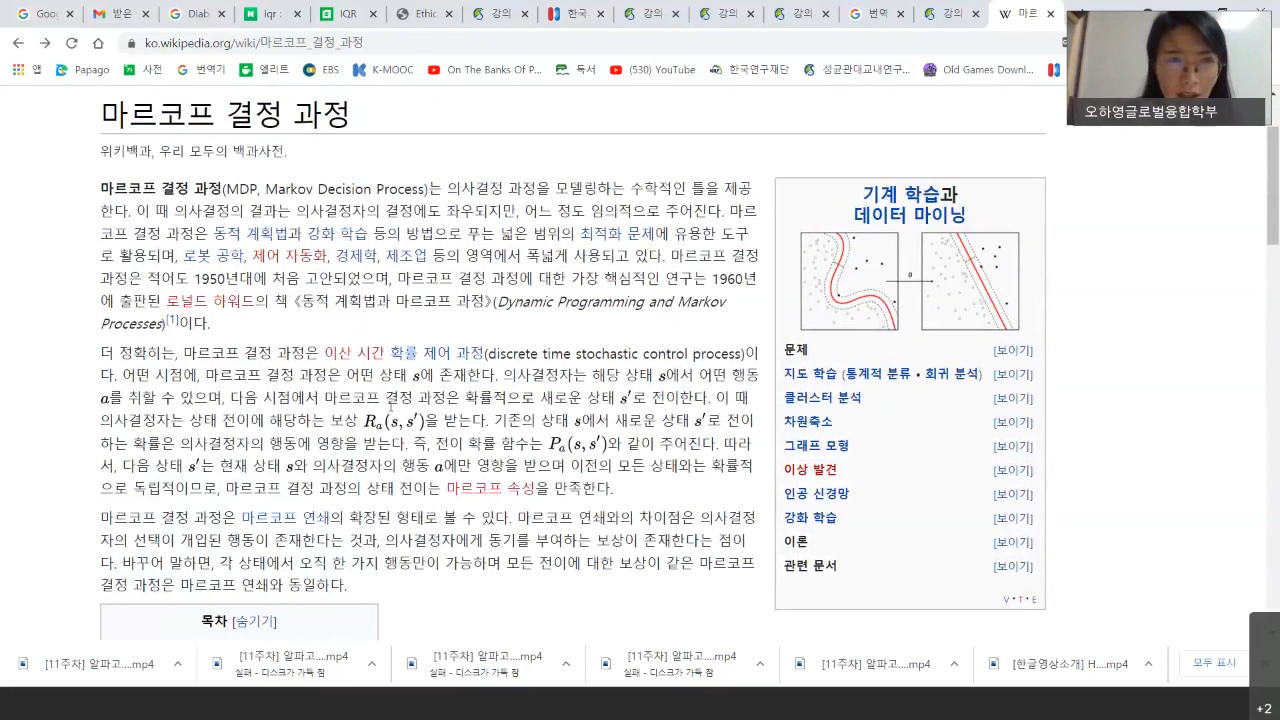 Goog
받은
Diab
iqr :
IQR
Ethic
강의
한국
강의
강의
강의
번역
강의
마르
ko.wikipedia.org/wiki/마르코프_결정_과정
앱
Papago
사전
번역기
앨리트
EBS
K-MOOC
On The Banks Of P...
독서
(530) YouTube
한국연구재단
성균관대교내연구...
Old Games Downl...
오하영글로벌융합학부
마르코프 결정 과정
위키백과, 우리 모두의 백과사전.
마르코프 결정 과정(MDP, Markov Decision Process)는 의사결정 과정을 모델링하는 수학적인 틀을 제공
한다. 이 때 의사결정의 결과는 의사결정자의 결정에도 좌우되지만, 어느 정도 임의적으로 주어진다. 마르
코프 결정 과정은 동적 계획법과 강화 학습 등의 방법으로 푸는 넓은 범위의 최적화 문제에 유용한 도구
로 활용되며, 로봇 공학, 제어 자동화, 경제학, 제조업 등의 영역에서 폭넓게 사용되고 있다. 마르코프 결정
과정은 적어도 1950년대에 처음 고안되었으며, 마르코프 결정 과정에 대한 가장 핵심적인 연구는 1960년
에 출판된 로널드 하워드의 책 《동적 계획법과 마르코프 과정》(Dynamic Programming and Markov
Processes)[1]이다.
더 정확히는, 마르코프 결정 과정은 이산 시간 확률 제어 과정(discrete time stochastic control process)이
다. 어떤 시점에, 마르코프 결정 과정은 어떤 상태 s에 존재한다. 의사결정자는 해당 상태 s에서 어떤 행동
a를 취할 수 있으며, 다음 시점에서 마르코프 결정 과정은 확률적으로 새로운 상태 s′로 전이한다. 이 때
의사결정자는 상태 전이에 해당하는 보상 Rₐ(s, s′)을 받는다. 기존의 상태 s에서 새로운 상태 s′로 전이
하는 확률은 의사결정자의 행동에 영향을 받는다. 즉, 전이 확률 함수는 Pₐ(s, s′)와 같이 주어진다. 따라
서, 다음 상태 s′는 현재 상태 s와 의사결정자의 행동 a에만 영향을 받으며 이전의 모든 상태와는 확률적
으로 독립적이므로, 마르코프 결정 과정의 상태 전이는 마르코프 속성을 만족한다.
마르코프 결정 과정은 마르코프 연쇄의 확장된 형태로 볼 수 있다. 마르코프 연쇄와의 차이점은 의사결정
자의 선택이 개입된 행동이 존재한다는 것과, 의사결정자에게 동기를 부여하는 보상이 존재한다는 점이
다. 바꾸어 말하면, 각 상태에서 오직 한 가지 행동만이 가능하며 모든 전이에 대한 보상이 같은 마르코프
결정 과정은 마르코프 연쇄와 동일하다.
목차 [숨기기]
기계 학습과
데이터 마이닝
문제 [보이기]
지도 학습 (통계적 분류 • 회귀 분석) [보이기]
클러스터 분석 [보이기]
차원축소 [보이기]
그래프 모형 [보이기]
이상 발견 [보이기]
인공 신경망 [보이기]
강화 학습 [보이기]
이론 [보이기]
관련 문서 [보이기]
V • T • E
[11주차] 알파고....mp4
[11주차] 알파고....mp4
실패 - 디스크가 가득 참
[11주차] 알파고....mp4
실패 - 디스크가 가득 참
[11주차] 알파고....mp4
실패 - 디스크가 가득 참
[11주차] 알파고....mp4
[한글영상소개] H....mp4
모두 표시
+2